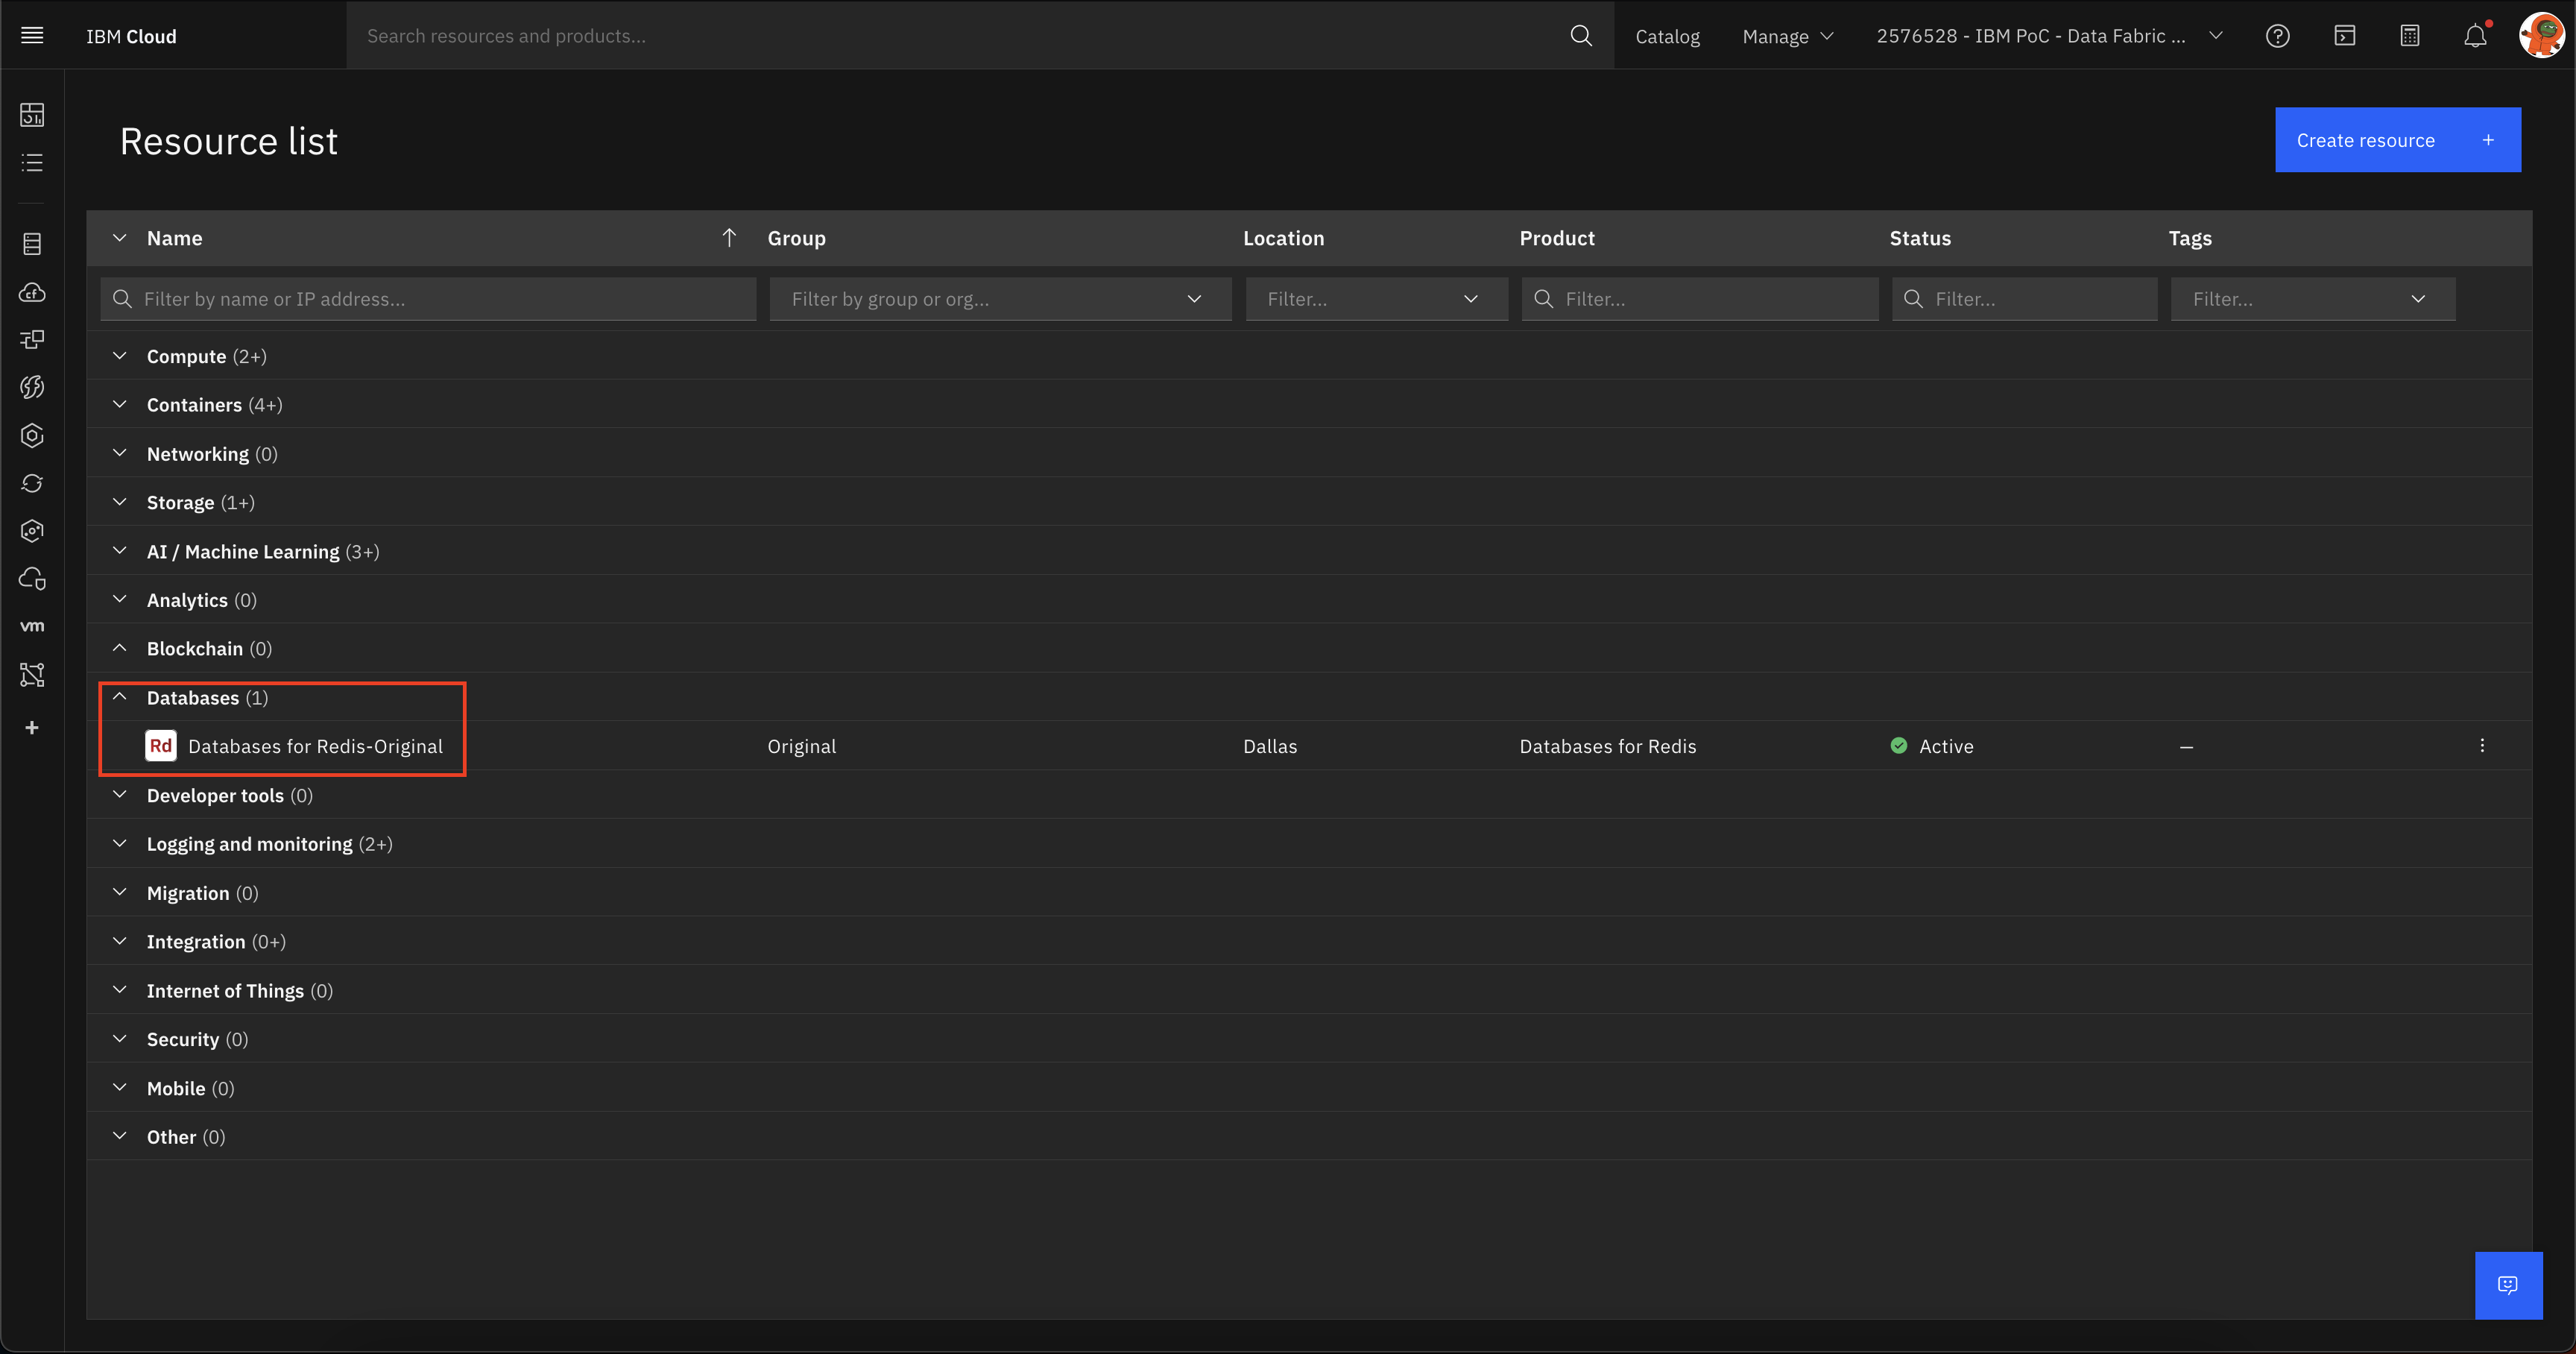 IBM Cloud
Search resources and products...
Catalog
Manage
2576528 - IBM PoC - Data Fabric ...
Resource list
Create resource +
Name Group Location Product Status Tags
Filter by name or IP address... Filter by group or org... Filter... Filter... Filter... Filter...
Compute (2+)
Containers (4+)
Networking (0)
Storage (1+)
AI / Machine Learning (3+)
Analytics (0)
Blockchain (0)
Databases (1)
Rd Databases for Redis-Original Original Dallas Databases for Redis Active –
Developer tools (0)
Logging and monitoring (2+)
Migration (0)
Integration (0+)
Internet of Things (0)
Security (0)
Mobile (0)
Other (0)
cf
vm